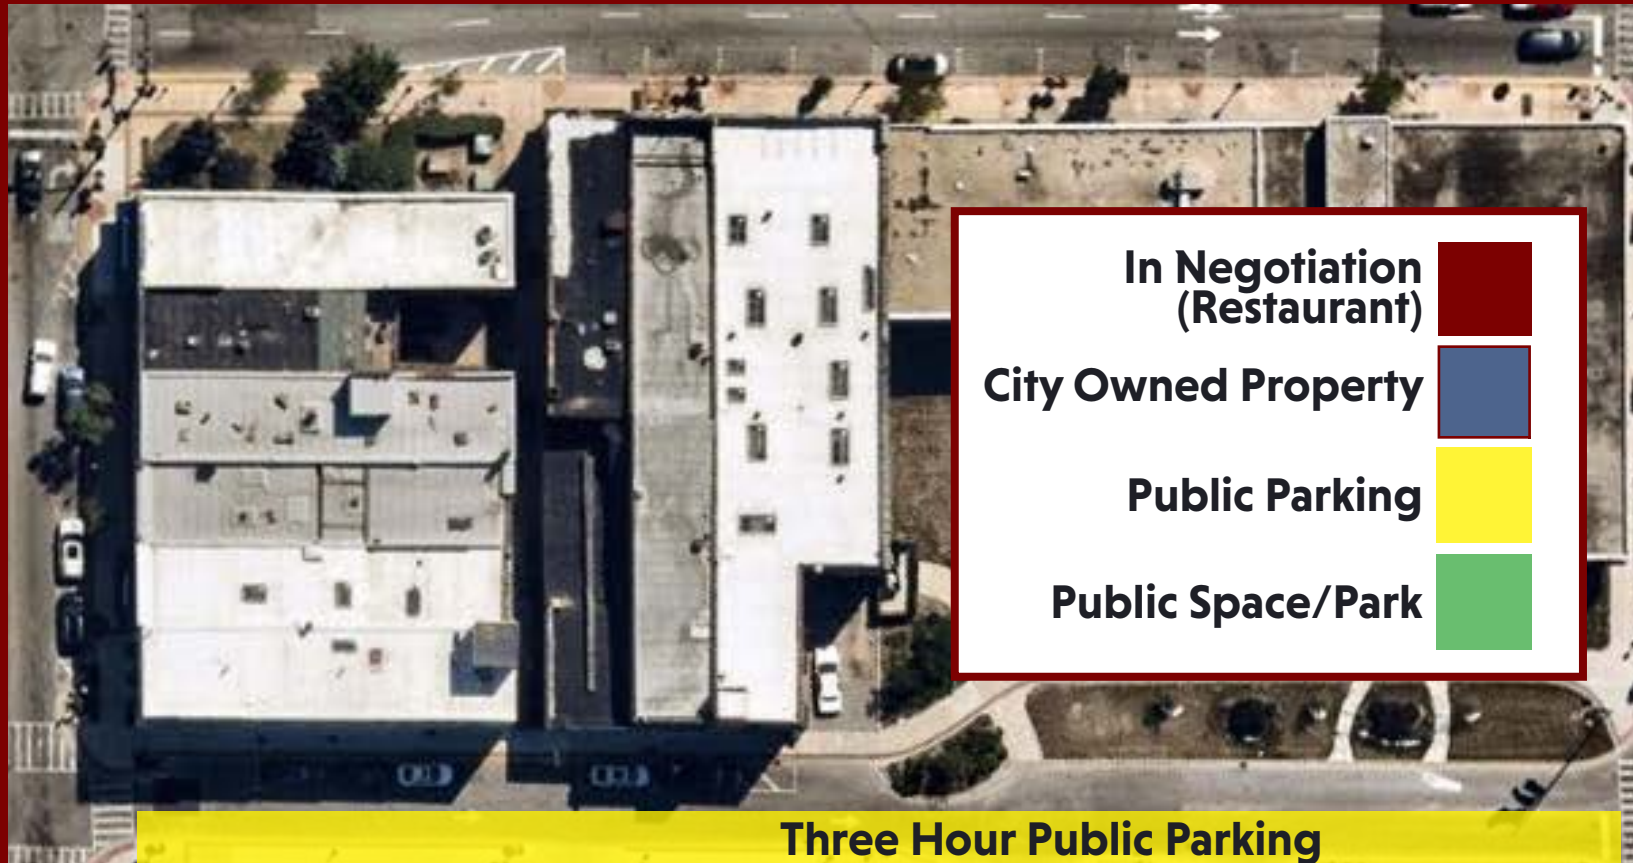 In Negotiation
(Restaurant)
City Owned Property
Public Parking
Public Space/Park
Three Hour Public Parking